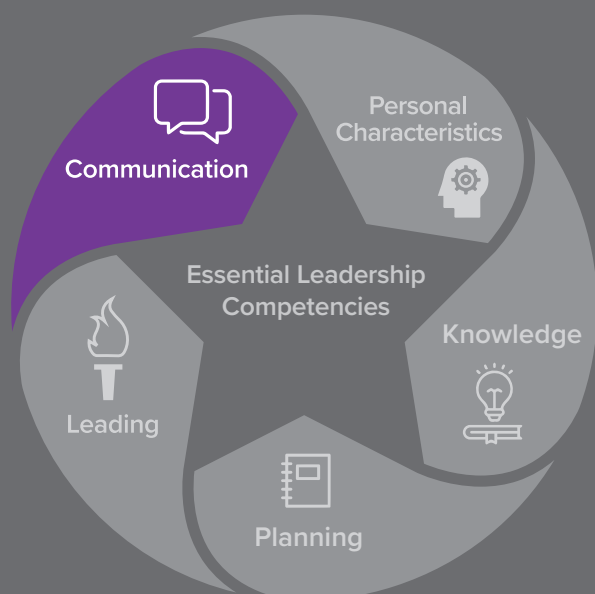 Communication
Personal
Characteristics
Essential Leadership
Competencies
Knowledge
Leading
Planning